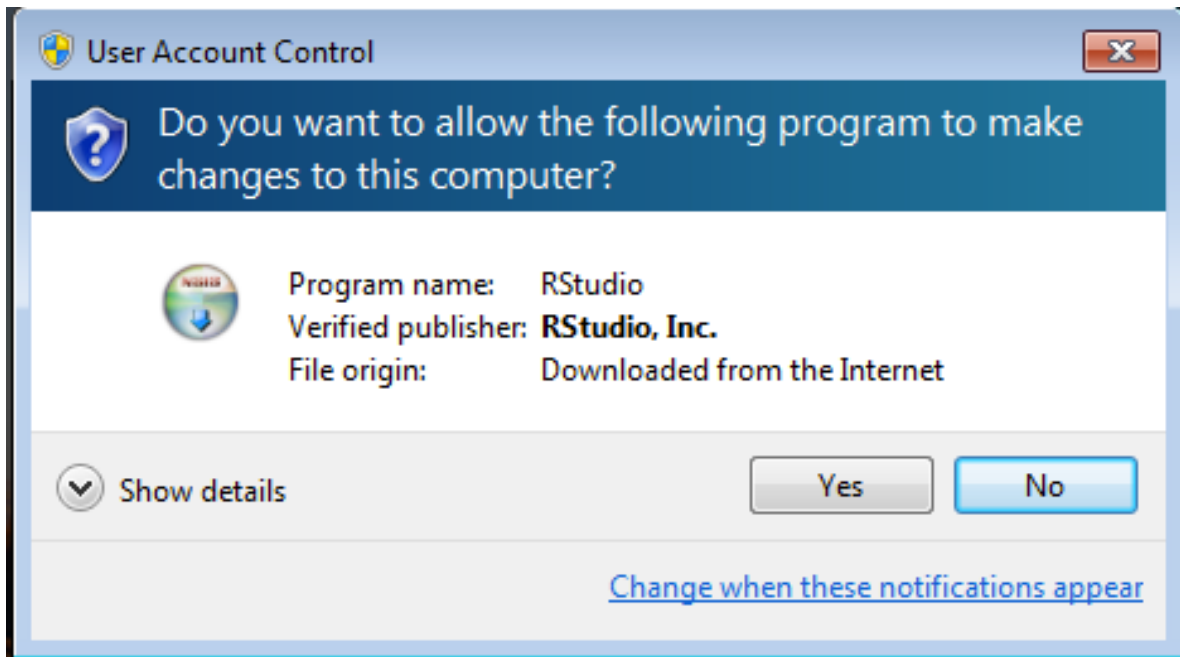 User Account Control
Do you want to allow the following program to make
changes to this computer?
Program name: RStudio
Verified publisher: RStudio, Inc.
File origin: Downloaded from the Internet
Show details
Yes
No
Change when these notifications appear